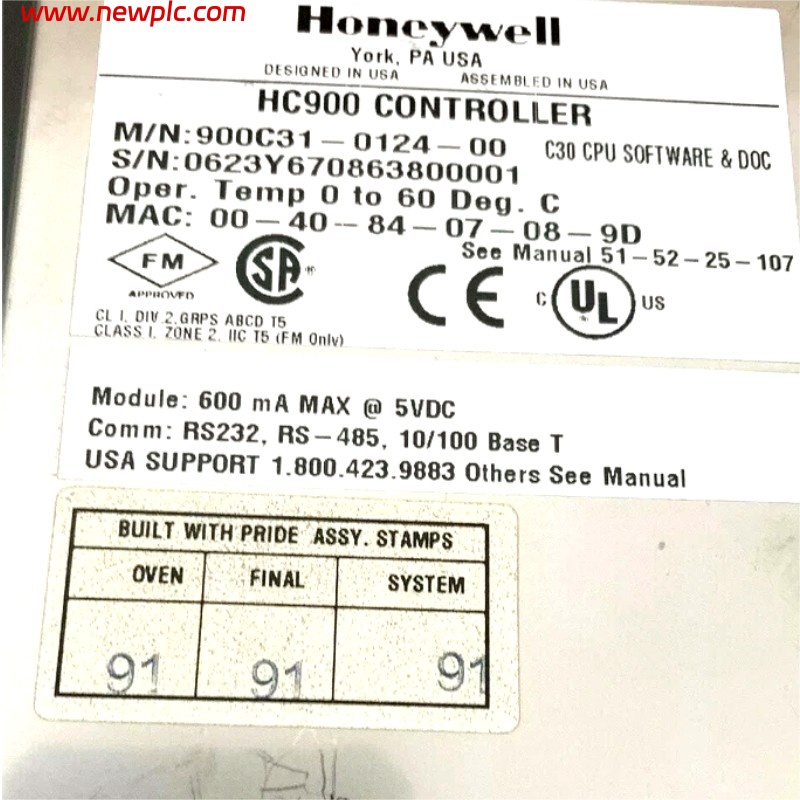 www.newplc.com
Honeywell
York, PA USA
DESIGNED IN USA ASSEMBLED IN USA
HC900 CONTROLLER
M/N:900C31-0124-00 C30 CPU SOFTWARE & DOC
S/N:0623Y670863800001
Oper. Temp 0 to 60 Deg. C
MAC: 00-40-84-07-08-9D
See Manual 51-52-25-107
FM
APPROVED
SA
CE
C UL US
CL I, DIV 2,GRPS ABCD T5
CLASS I, ZONE 2, IIC T5 (FM Only)
Module: 600 mA MAX @ 5VDC
Comm: RS232, RS-485, 10/100 Base T
USA SUPPORT 1.800.423.9883 Others See Manual
BUILT WITH PRIDE ASSY. STAMPS
OVEN FINAL SYSTEM
91 91 91